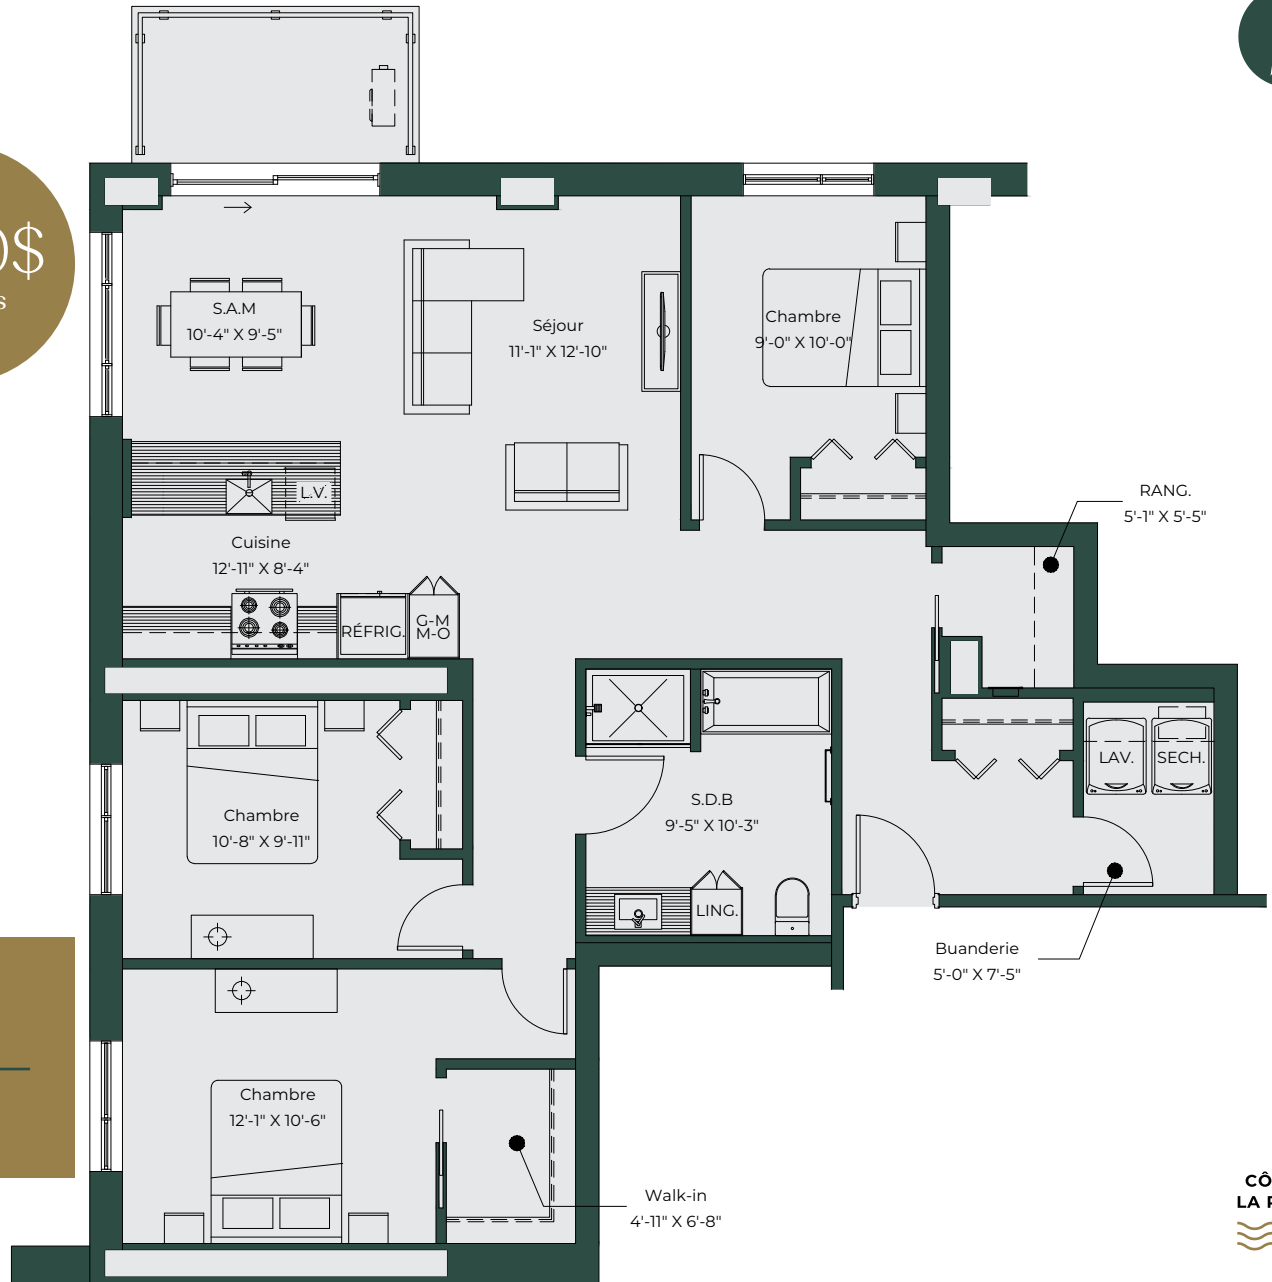 $
S.A.M
10'-4" X 9'-5"
Séjour
11'-1" X 12'-10"
Chambre
9'-0" X 10'-0"
L.V.
RANG.
5'-1" X 5'-5"
Cuisine
12'-11" X 8'-4"
RÉFRIG.
G-M
M-O
LAV.
SECH.
S.D.B
9'-5" X 10'-3"
Chambre
10'-8" X 9'-11"
LING.
Buanderie
5'-0" X 7'-5"
Chambre
12'-1" X 10'-6"
Walk-in
4'-11" X 6'-8"
CÔ
LA